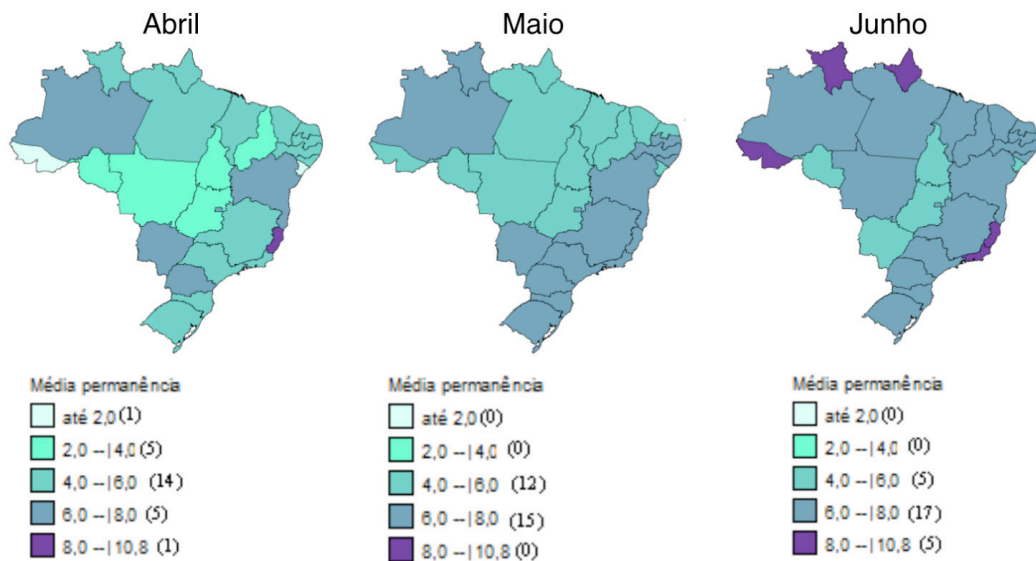 Abril
Maio
Junho
Média permanência
até 2,0 (1)
2,0 --| 4,0 (5)
4,0 --| 6,0 (14)
6,0 --| 8,0 (5)
8,0 --| 10,8 (1)
Média permanência
até 2,0 (0)
2,0 --| 4,0 (0)
4,0 --| 6,0 (12)
6,0 --| 8,0 (15)
8,0 --| 10,8 (0)
Média permanência
até 2,0 (0)
2,0 --| 4,0 (0)
4,0 --| 6,0 (5)
6,0 --| 8,0 (17)
8,0 --| 10,8 (5)